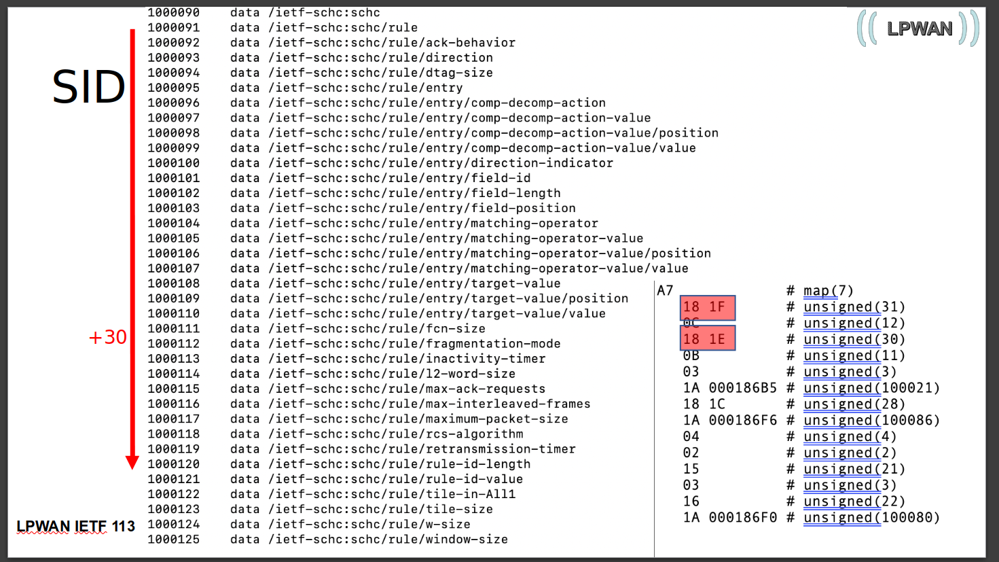 1000090 data /ietf-schc:schc
1000091 data /ietf-schc:schc/rule
1000092 data /ietf-schc:schc/rule/ack-behavior
1000093 data /ietf-schc:schc/rule/direction
1000094 data /ietf-schc:schc/rule/dtag-size
1000095 data /ietf-schc:schc/rule/entry
1000096 data /ietf-schc:schc/rule/entry/comp-decomp-action
1000097 data /ietf-schc:schc/rule/entry/comp-decomp-action-value
1000098 data /ietf-schc:schc/rule/entry/comp-decomp-action-value/position
1000099 data /ietf-schc:schc/rule/entry/comp-decomp-action-value/value
1000100 data /ietf-schc:schc/rule/entry/direction-indicator
1000101 data /ietf-schc:schc/rule/entry/field-id
1000102 data /ietf-schc:schc/rule/entry/field-length
1000103 data /ietf-schc:schc/rule/entry/field-position
1000104 data /ietf-schc:schc/rule/entry/matching-operator
1000105 data /ietf-schc:schc/rule/entry/matching-operator-value
1000106 data /ietf-schc:schc/rule/entry/matching-operator-value/position
1000107 data /ietf-schc:schc/rule/entry/matching-operator-value/value
1000108 data /ietf-schc:schc/rule/entry/target-value
1000109 data /ietf-schc:schc/rule/entry/target-value/position
1000110 data /ietf-schc:schc/rule/entry/target-value/value
1000111 data /ietf-schc:schc/rule/fcn-size
1000112 data /ietf-schc:schc/rule/fragmentation-mode
1000113 data /ietf-schc:schc/rule/inactivity-timer
1000114 data /ietf-schc:schc/rule/l2-word-size
1000115 data /ietf-schc:schc/rule/max-ack-requests
1000116 data /ietf-schc:schc/rule/max-interleaved-frames
1000117 data /ietf-schc:schc/rule/maximum-packet-size
1000118 data /ietf-schc:schc/rule/rcs-algorithm
1000119 data /ietf-schc:schc/rule/retransmission-timer
1000120 data /ietf-schc:schc/rule/rule-id-length
1000121 data /ietf-schc:schc/rule/rule-id-value
1000122 data /ietf-schc:schc/rule/tile-in-All1
1000123 data /ietf-schc:schc/rule/tile-size
1000124 data /ietf-schc:schc/rule/w-size
1000125 data /ietf-schc:schc/rule/window-size
SID
+30
LPWAN IETF 113
LPWAN
A7 # map(7)
18 1F # unsigned(31)
0C # unsigned(12)
18 1E # unsigned(30)
0B # unsigned(11)
03 # unsigned(3)
1A 000186B5 # unsigned(100021)
18 1C # unsigned(28)
1A 000186F6 # unsigned(100086)
04 # unsigned(4)
02 # unsigned(2)
15 # unsigned(21)
03 # unsigned(3)
16 # unsigned(22)
1A 000186F0 # unsigned(100080)